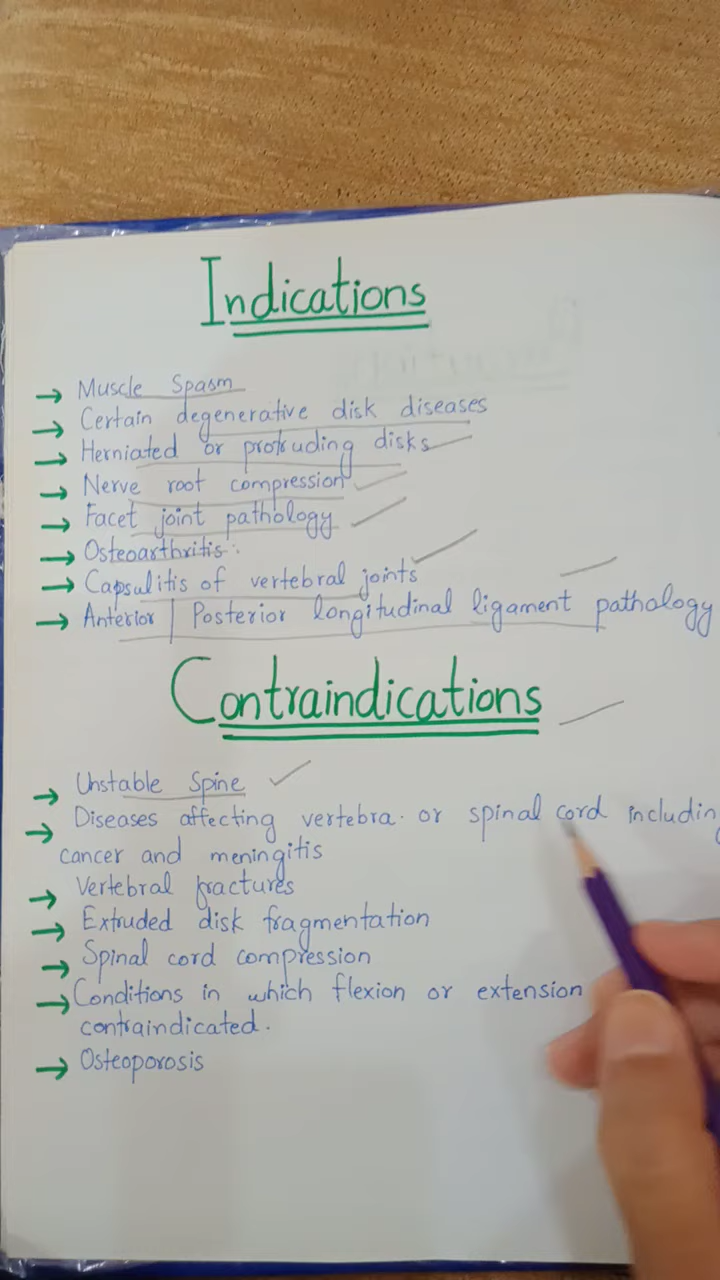 Indications
→ Muscle Spasm
→ Certain degenerative disk diseases
→ Herniated or protruding disks
→ Nerve root compression
→ Facet joint pathology
→ Osteoarthritis.
→ Capsulitis of vertebral joints
→ Anterior | Posterior longitudinal ligament pathology
Contraindications
→ Unstable Spine
→ Diseases affecting vertebra. or spinal cord includin
cancer and meningitis
→ Vertebral fractures
→ Extruded disk fragmentation
→ Spinal cord compression
→ Conditions in which flexion or extension
contraindicated.
→ Osteoporosis